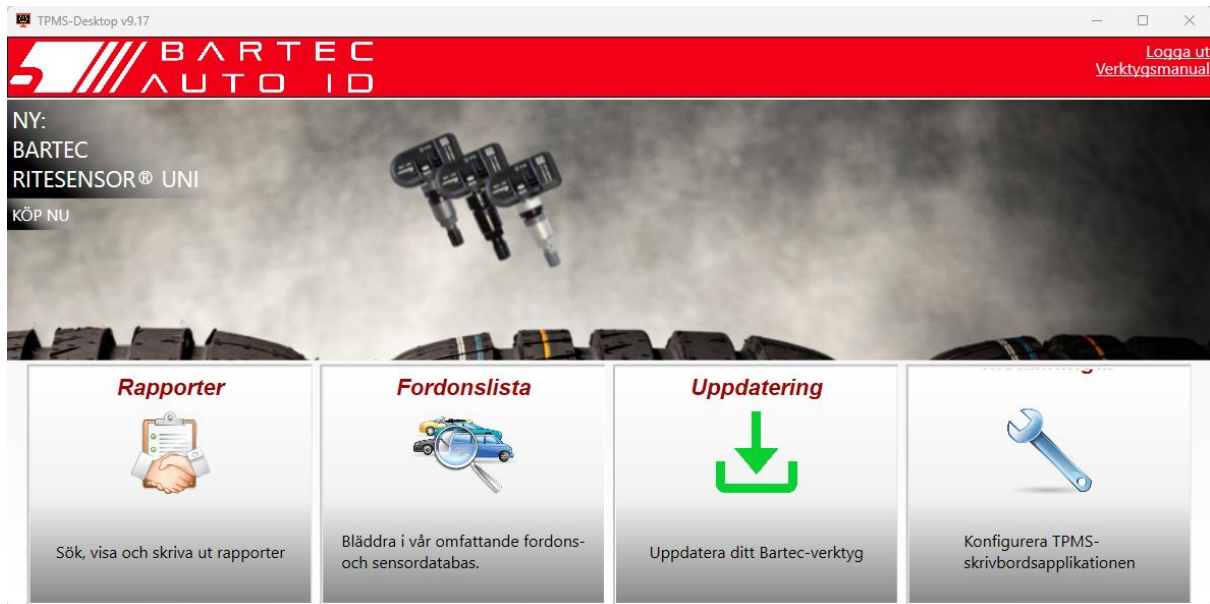 TPMS-Desktop v9.17
BARTEC
AUTO ID
Logga ut
Verktygsmanual
NY:
BARTEC
RITESENSOR® UNI
KÖP NU
Rapporter
Sök, visa och skriva ut rapporter
Fordonslista
Bläddra i vår omfattande fordons-
och sensordatabas.
Uppdatering
Uppdatera ditt Bartec-verktyg
Konfigurera TPMS-
skrivbordsapplikationen